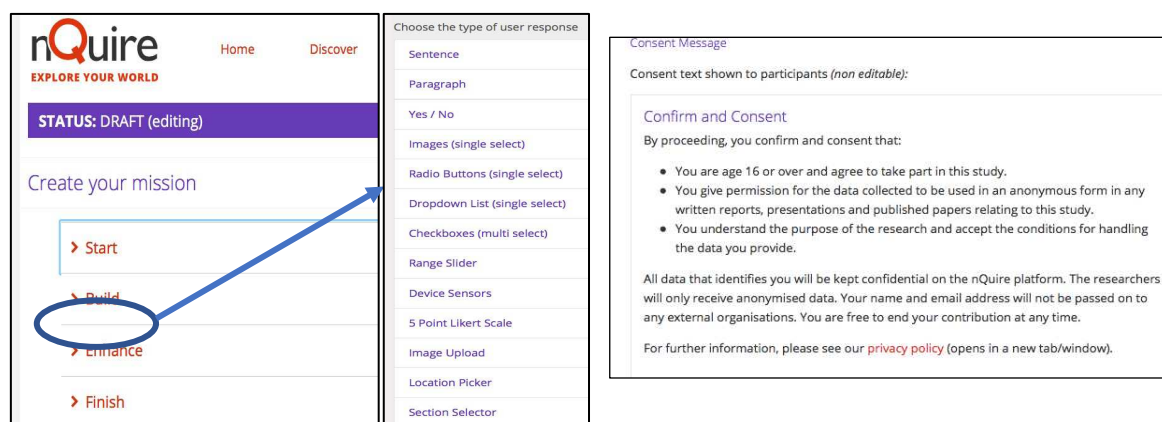 nQuire
EXPLORE YOUR WORLD
Home
Discover
STATUS: DRAFT (editing)
Create your mission
Start
Build
Enhance
Finish
Choose the type of user response
Sentence
Paragraph
Yes / No
Images (single select)
Radio Buttons (single select)
Dropdown List (single select)
Checkboxes (multi select)
Range Slider
Device Sensors
5 Point Likert Scale
Image Upload
Location Picker
Section Selector
Consent Message
Consent text shown to participants (non editable):
Confirm and Consent
By proceeding, you confirm and consent that:
• You are age 16 or over and agree to take part in this study.
• You give permission for the data collected to be used in an anonymous form in any
written reports, presentations and published papers relating to this study.
• You understand the purpose of the research and accept the conditions for handling
the data you provide.
All data that identifies you will be kept confidential on the nQuire platform. The researchers
will only receive anonymised data. Your name and email address will not be passed on to
any external organisations. You are free to end your contribution at any time.
For further information, please see our privacy policy (opens in a new tab/window).